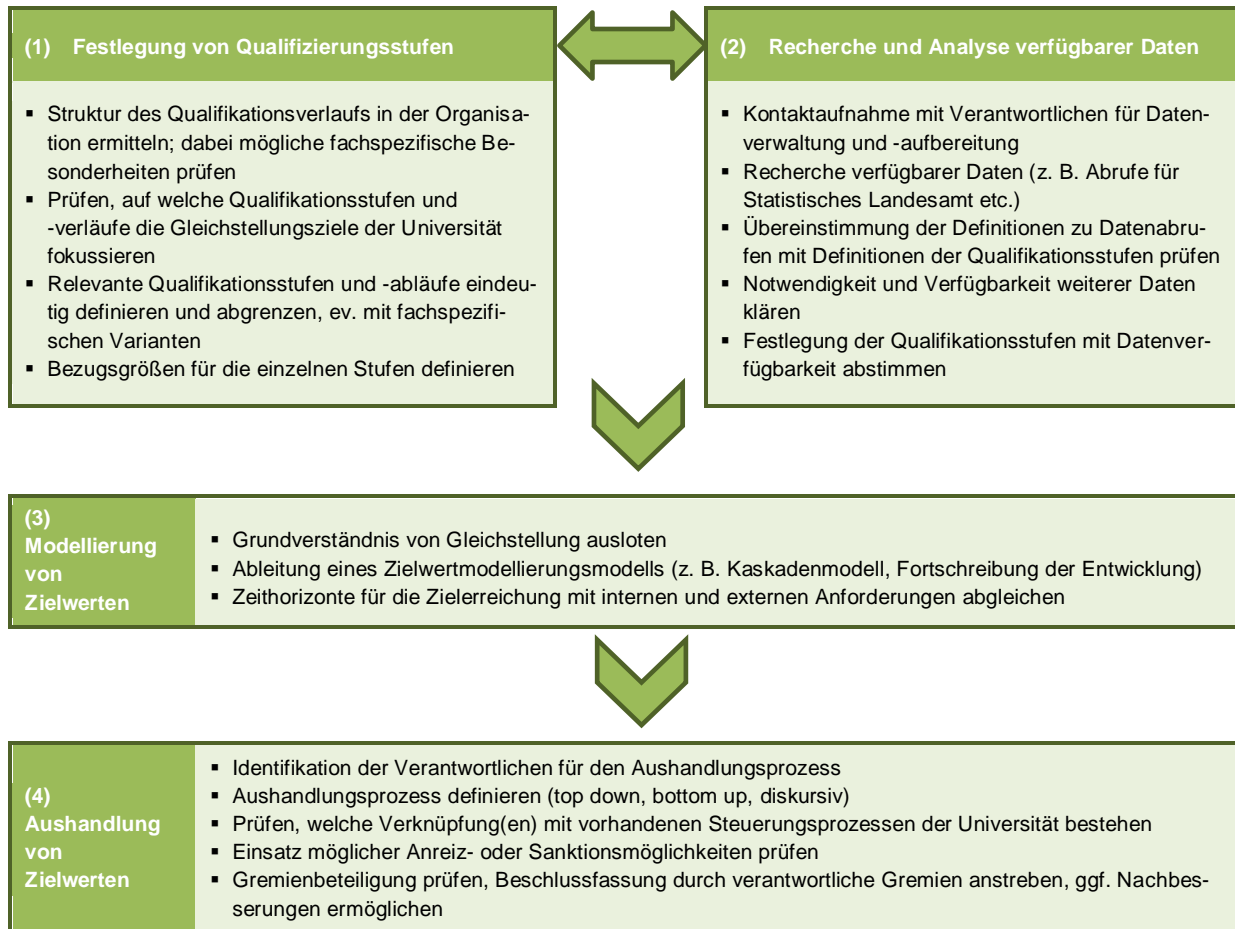 (1) Festlegung von Qualifizierungsstufen
▪ Struktur des Qualifikationsverlaufs in der Organisa-
tion ermitteln; dabei mögliche fachspezifische Be-
sonderheiten prüfen
▪ Prüfen, auf welche Qualifikationsstufen und
-verläufe die Gleichstellungsziele der Universität
fokussieren
▪ Relevante Qualifikationsstufen und -abläufe eindeu-
tig definieren und abgrenzen, ev. mit fachspezifi-
schen Varianten
▪ Bezugsgrößen für die einzelnen Stufen definieren
(2) Recherche und Analyse verfügbarer Daten
▪ Kontaktaufnahme mit Verantwortlichen für Daten-
verwaltung und -aufbereitung
▪ Recherche verfügbarer Daten (z. B. Abrufe für
Statistisches Landesamt etc.)
▪ Übereinstimmung der Definitionen zu Datenabru-
fen mit Definitionen der Qualifikationsstufen prüfen
▪ Notwendigkeit und Verfügbarkeit weiterer Daten
klären
▪ Festlegung der Qualifikationsstufen mit Datenver-
fügbarkeit abstimmen
(3)
Modellierung
von
Zielwerten
▪ Grundverständnis von Gleichstellung ausloten
▪ Ableitung eines Zielwertmodellierungsmodells (z. B. Kaskadenmodell, Fortschreibung der Entwicklung)
▪ Zeithorizonte für die Zielerreichung mit internen und externen Anforderungen abgleichen
(4)
Aushandlung
von
Zielwerten
▪ Identifikation der Verantwortlichen für den Aushandlungsprozess
▪ Aushandlungsprozess definieren (top down, bottom up, diskursiv)
▪ Prüfen, welche Verknüpfung(en) mit vorhandenen Steuerungsprozessen der Universität bestehen
▪ Einsatz möglicher Anreiz- oder Sanktionsmöglichkeiten prüfen
▪ Gremienbeteiligung prüfen, Beschlussfassung durch verantwortliche Gremien anstreben, ggf. Nachbes-
serungen ermöglichen